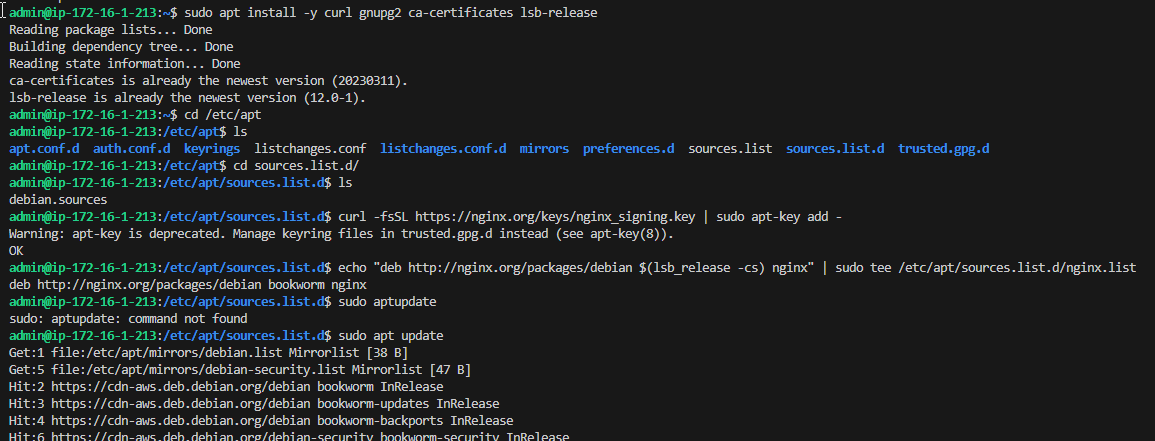 admin@ip-172-16-1-213:~$ sudo apt install -y curl gnupg2 ca-certificates lsb-release
Reading package lists... Done
Building dependency tree... Done
Reading state information... Done
ca-certificates is already the newest version (20230311).
lsb-release is already the newest version (12.0-1).
admin@ip-172-16-1-213:~$ cd /etc/apt
admin@ip-172-16-1-213:/etc/apt$ ls
apt.conf.d  auth.conf.d  keyrings  listchanges.conf  listchanges.conf.d  mirrors  preferences.d  sources.list  sources.list.d  trusted.gpg.d
admin@ip-172-16-1-213:/etc/apt$ cd sources.list.d/
admin@ip-172-16-1-213:/etc/apt/sources.list.d$ ls
debian.sources
admin@ip-172-16-1-213:/etc/apt/sources.list.d$ curl -fsSL https://nginx.org/keys/nginx_signing.key | sudo apt-key add -
Warning: apt-key is deprecated. Manage keyring files in trusted.gpg.d instead (see apt-key(8)).
OK
admin@ip-172-16-1-213:/etc/apt/sources.list.d$ echo "deb http://nginx.org/packages/debian $(lsb_release -cs) nginx" | sudo tee /etc/apt/sources.list.d/nginx.list
deb http://nginx.org/packages/debian bookworm nginx
admin@ip-172-16-1-213:/etc/apt/sources.list.d$ sudo aptupdate
sudo: aptupdate: command not found
admin@ip-172-16-1-213:/etc/apt/sources.list.d$ sudo apt update
Get:1 file:/etc/apt/mirrors/debian.list Mirrorlist [38 B]
Get:5 file:/etc/apt/mirrors/debian-security.list Mirrorlist [47 B]
Hit:2 https://cdn-aws.deb.debian.org/debian bookworm InRelease
Hit:3 https://cdn-aws.deb.debian.org/debian bookworm-updates InRelease
Hit:4 https://cdn-aws.deb.debian.org/debian bookworm-backports InRelease
Hit:6 https://cdn-aws.deb.debian.org/debian-security bookworm-security InRelease